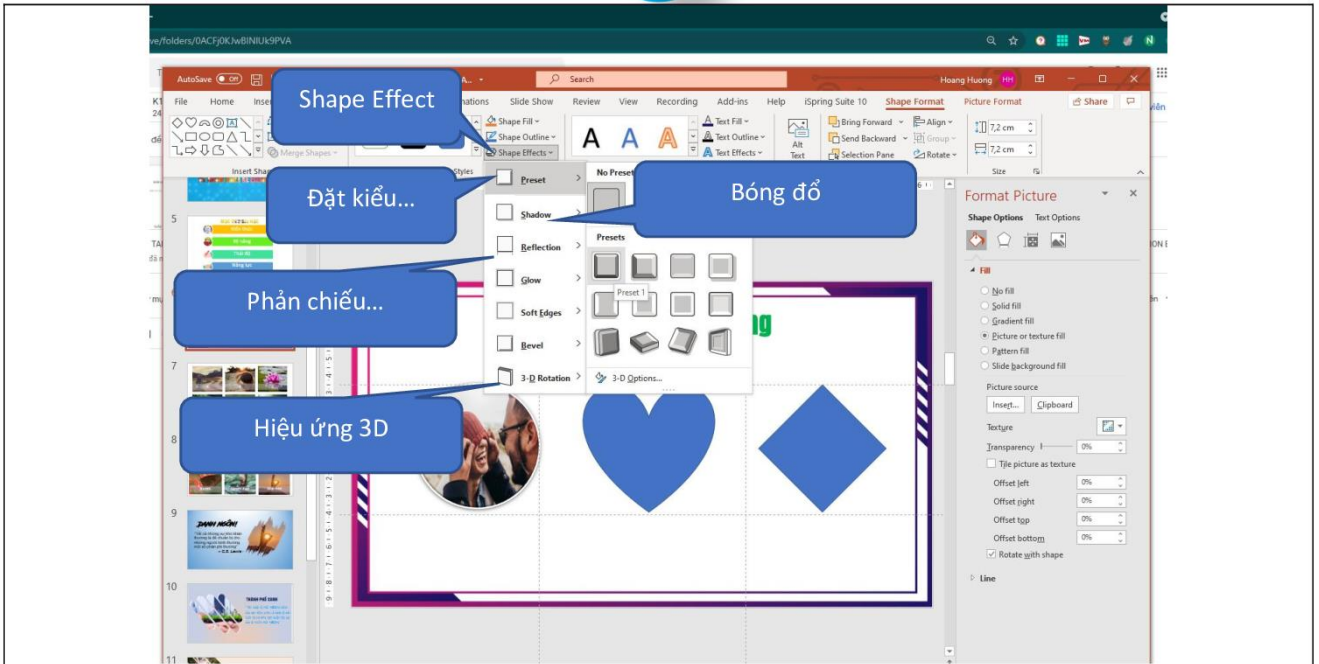 ve/folders/0ACFj0KJwBlNIUk9PVA
AutoSave Off
Search
Hoang Huong HH
File Home Slide Show Review View Recording Add-ins Help iSpring Suite 10 Shape Format Picture Format Share
Shape Effect
Shape Fill
Shape Outline
Shape Effects
Merge Shapes
A A A
Text Fill
Text Outline
Text Effects
Alt
Text
Bring Forward
Send Backward
Selection Pane
Align
Group
Rotate
7,2 cm
7,2 cm
Size
Đặt kiểu...
Bóng đổ
Phản chiếu...
Hiệu ứng 3D
Preset
Shadow
Reflection
Glow
Soft Edges
Bevel
3-D Rotation
Presets
Preset 1
3-D Options...
Format Picture
Shape Options Text Options
Fill
No fill
Solid fill
Gradient fill
Picture or texture fill
Pattern fill
Slide background fill
Picture source
Insert... Clipboard
Texture
Transparency 0%
Tile picture as texture
Offset left 0%
Offset right 0%
Offset top 0%
Offset bottom 0%
Rotate with shape
Line
5
7
8
9
DANH NGÔN!
10
11